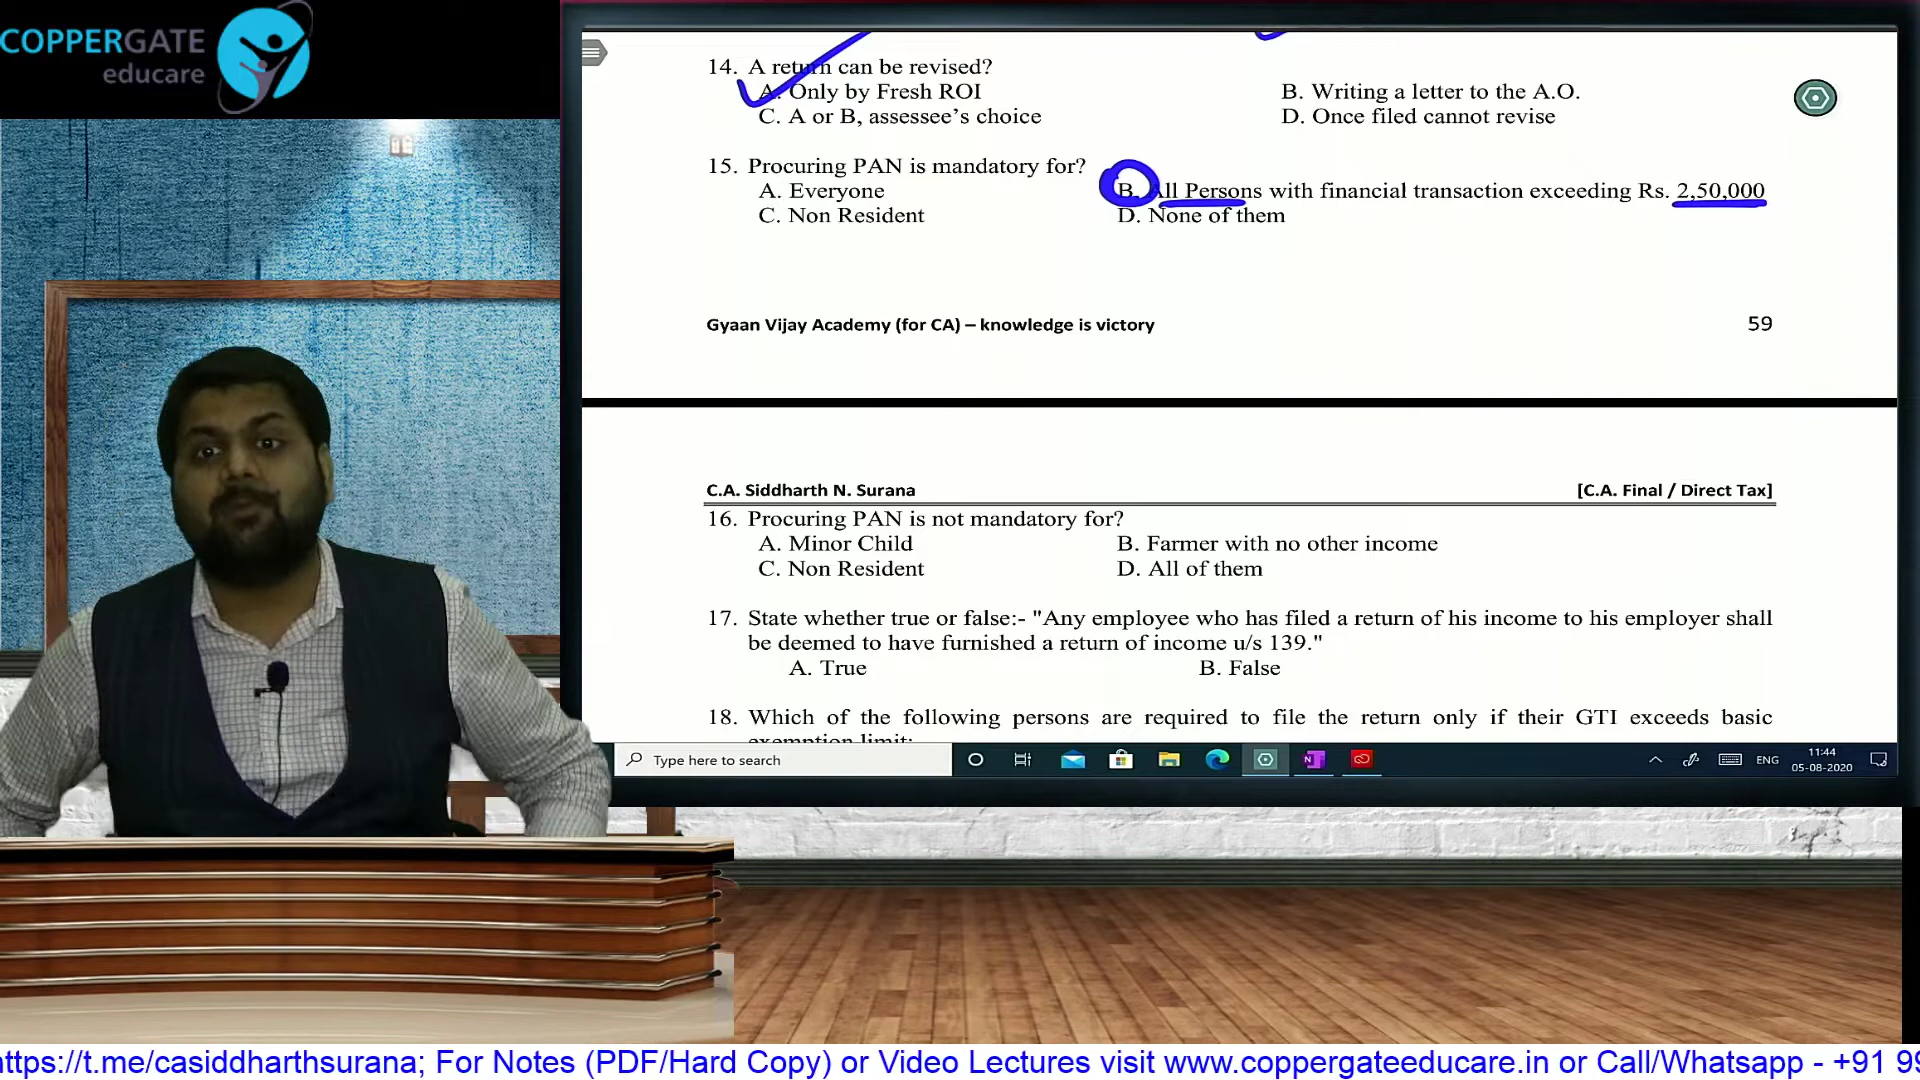 COPPERGATE
educare
14. A return can be revised?
A. Only by Fresh ROI
B. Writing a letter to the A.O.
C. A or B, assessee's choice
D. Once filed cannot revise
15. Procuring PAN is mandatory for?
A. Everyone
B. All Persons with financial transaction exceeding Rs. 2,50,000
C. Non Resident
D. None of them
Gyaan Vijay Academy (for CA) – knowledge is victory
59
C.A. Siddharth N. Surana
[C.A. Final / Direct Tax]
16. Procuring PAN is not mandatory for?
A. Minor Child
B. Farmer with no other income
C. Non Resident
D. All of them
17. State whether true or false:- "Any employee who has filed a return of his income to his employer shall
be deemed to have furnished a return of income u/s 139."
A. True
B. False
18. Which of the following persons are required to file the return only if their GTI exceeds basic
exemption limit:
Type here to search
ENG
11:44
05-08-2020
https://t.me/casiddharthsurana; For Notes (PDF/Hard Copy) or Video Lectures visit www.coppergateeducare.in or Call/Whatsapp - +91 99